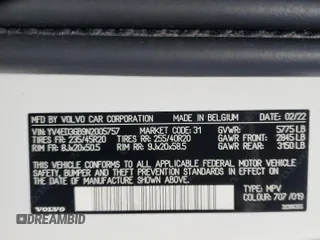 MFD BY VOLVO CAR CORPORATION MADE IN BELGIUM DATE: 02/22
VIN:YV4ED3GB9N2005757 MARKET CODE: 31 GVWR: 5775 LB
TIRES FR: 235/45R20 TIRES RR: 255/40R20 GAWR FRONT: 2845 LB
RIM FR: 8Jx20x50.5 RIM RR: 9Jx20x58.5 GAWR REAR: 3150 LB
THIS VEHICLE CONFORMS TO ALL APPLICABLE U.S. FEDERAL MOTOR VEHICLE
SAFETY, BUMPER AND THEFT PREVENTION STANDARDS IN EFFECT ON
THE DATE OF MANUFACTURE SHOWN ABOVE.
TYPE: MPV
VOLVO COLOUR: 707 /019
DREAMBID